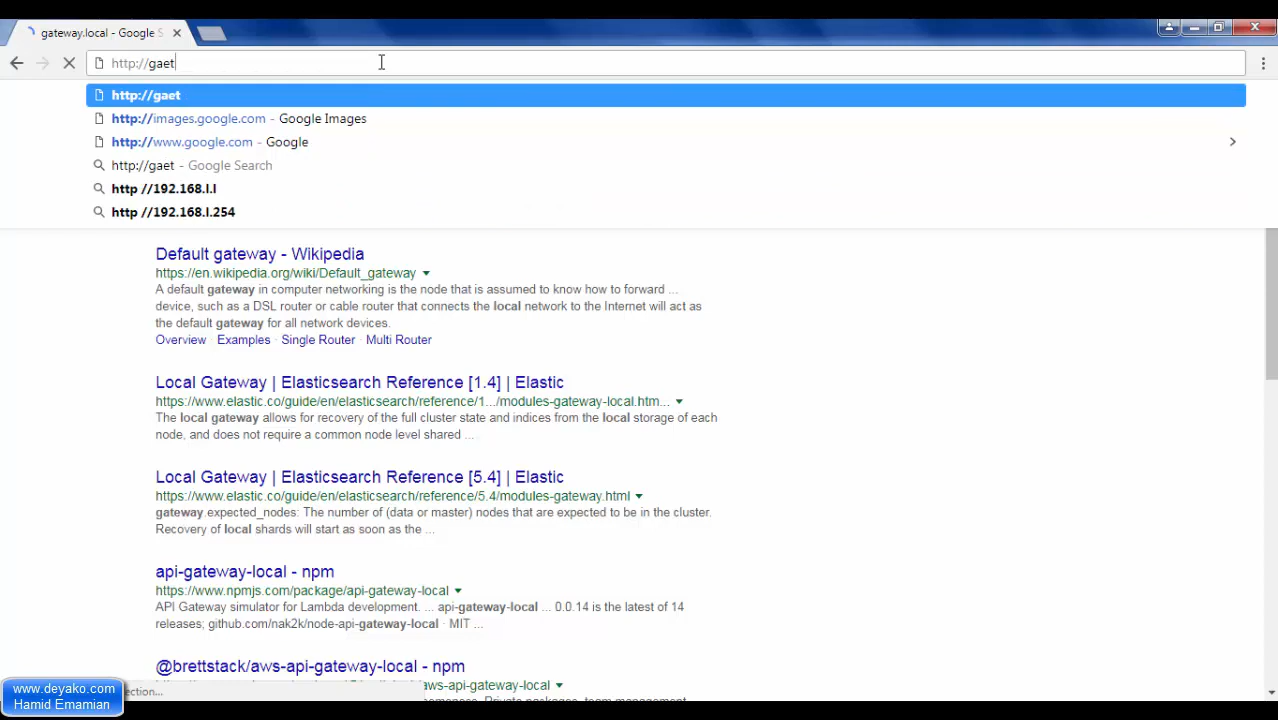 gateway.local - Google S
http://gaet
http://gaet
http://images.google.com - Google Images
http://www.google.com - Google
http://gaet - Google Search
http //192.168.l.l
http //192.168.l.254
Default gateway - Wikipedia
https://en.wikipedia.org/wiki/Default_gateway
A default gateway in computer networking is the node that is assumed to know how to forward ...
device, such as a DSL router or cable router that connects the local network to the Internet will act as
the default gateway for all network devices.
Overview · Examples · Single Router · Multi Router
Local Gateway | Elasticsearch Reference [1.4] | Elastic
https://www.elastic.co/guide/en/elasticsearch/reference/1.../modules-gateway-local.htm...
The local gateway allows for recovery of the full cluster state and indices from the local storage of each
node, and does not require a common node level shared ...
Local Gateway | Elasticsearch Reference [5.4] | Elastic
https://www.elastic.co/guide/en/elasticsearch/reference/5.4/modules-gateway.html
gateway.expected_nodes: The number of (data or master) nodes that are expected to be in the cluster.
Recovery of local shards will start as soon as the ...
api-gateway-local - npm
https://www.npmjs.com/package/api-gateway-local
API Gateway simulator for Lambda development. ... api-gateway-local ... 0.0.14 is the latest of 14
releases; github.com/nak2k/node-api-gateway-local · MIT ...
@brettstack/aws-api-gateway-local - npm
aws-api-gateway-local
ection...
www.deyako.com
Hamid Emamian